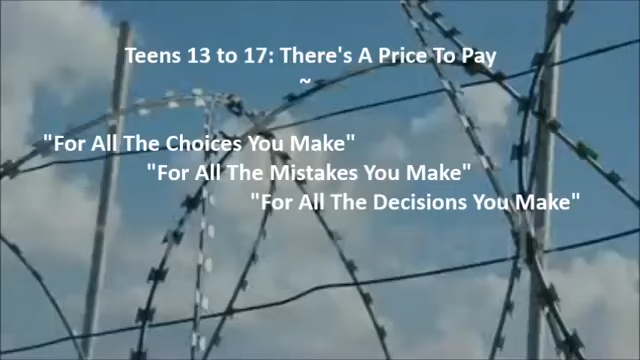 Teens 13 to 17: There's A Price To Pay
~
"For All The Choices You Make"
"For All The Mistakes You Make"
"For All The Decisions You Make"